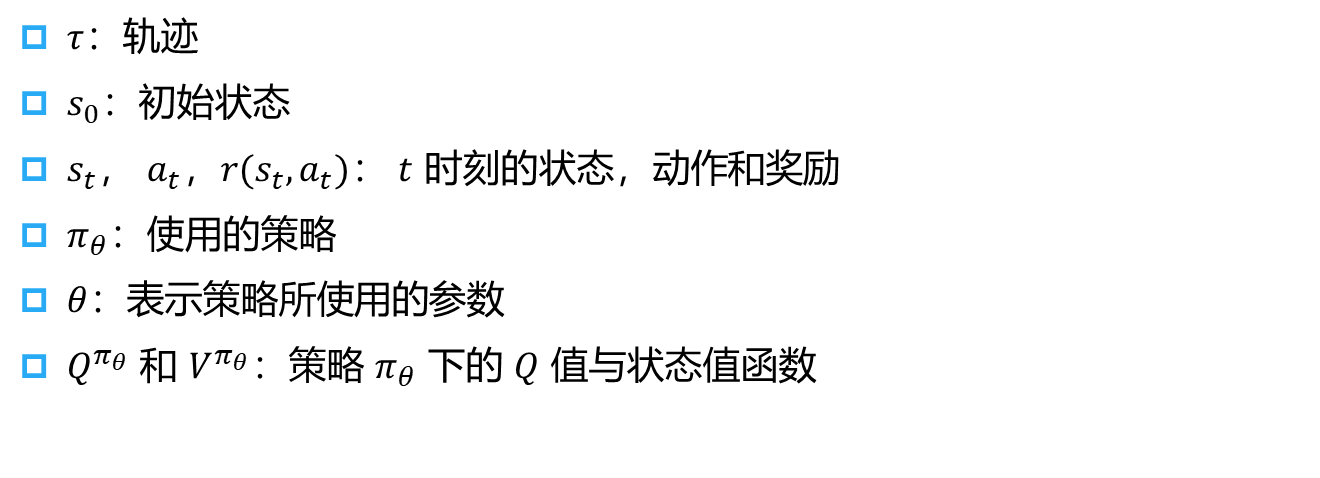 τ：轨迹
s₀：初始状态
sₜ， aₜ，r(sₜ,aₜ)： t 时刻的状态，动作和奖励
π_θ：使用的策略
θ：表示策略所使用的参数
Q^{π_θ} 和 V^{π_θ}：策略 π_θ 下的 Q 值与状态值函数